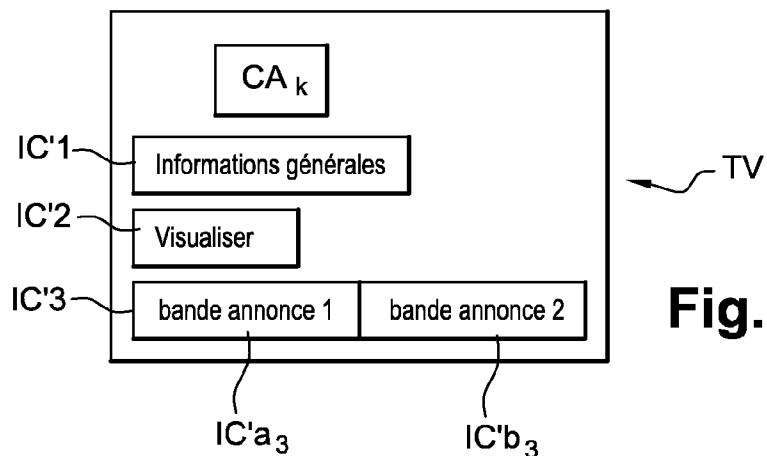 CA k
IC'1
Informations générales
TV
IC'2
Visualiser
IC'3
bande annonce 1
bande annonce 2
Fig.
IC'a3
IC'b3